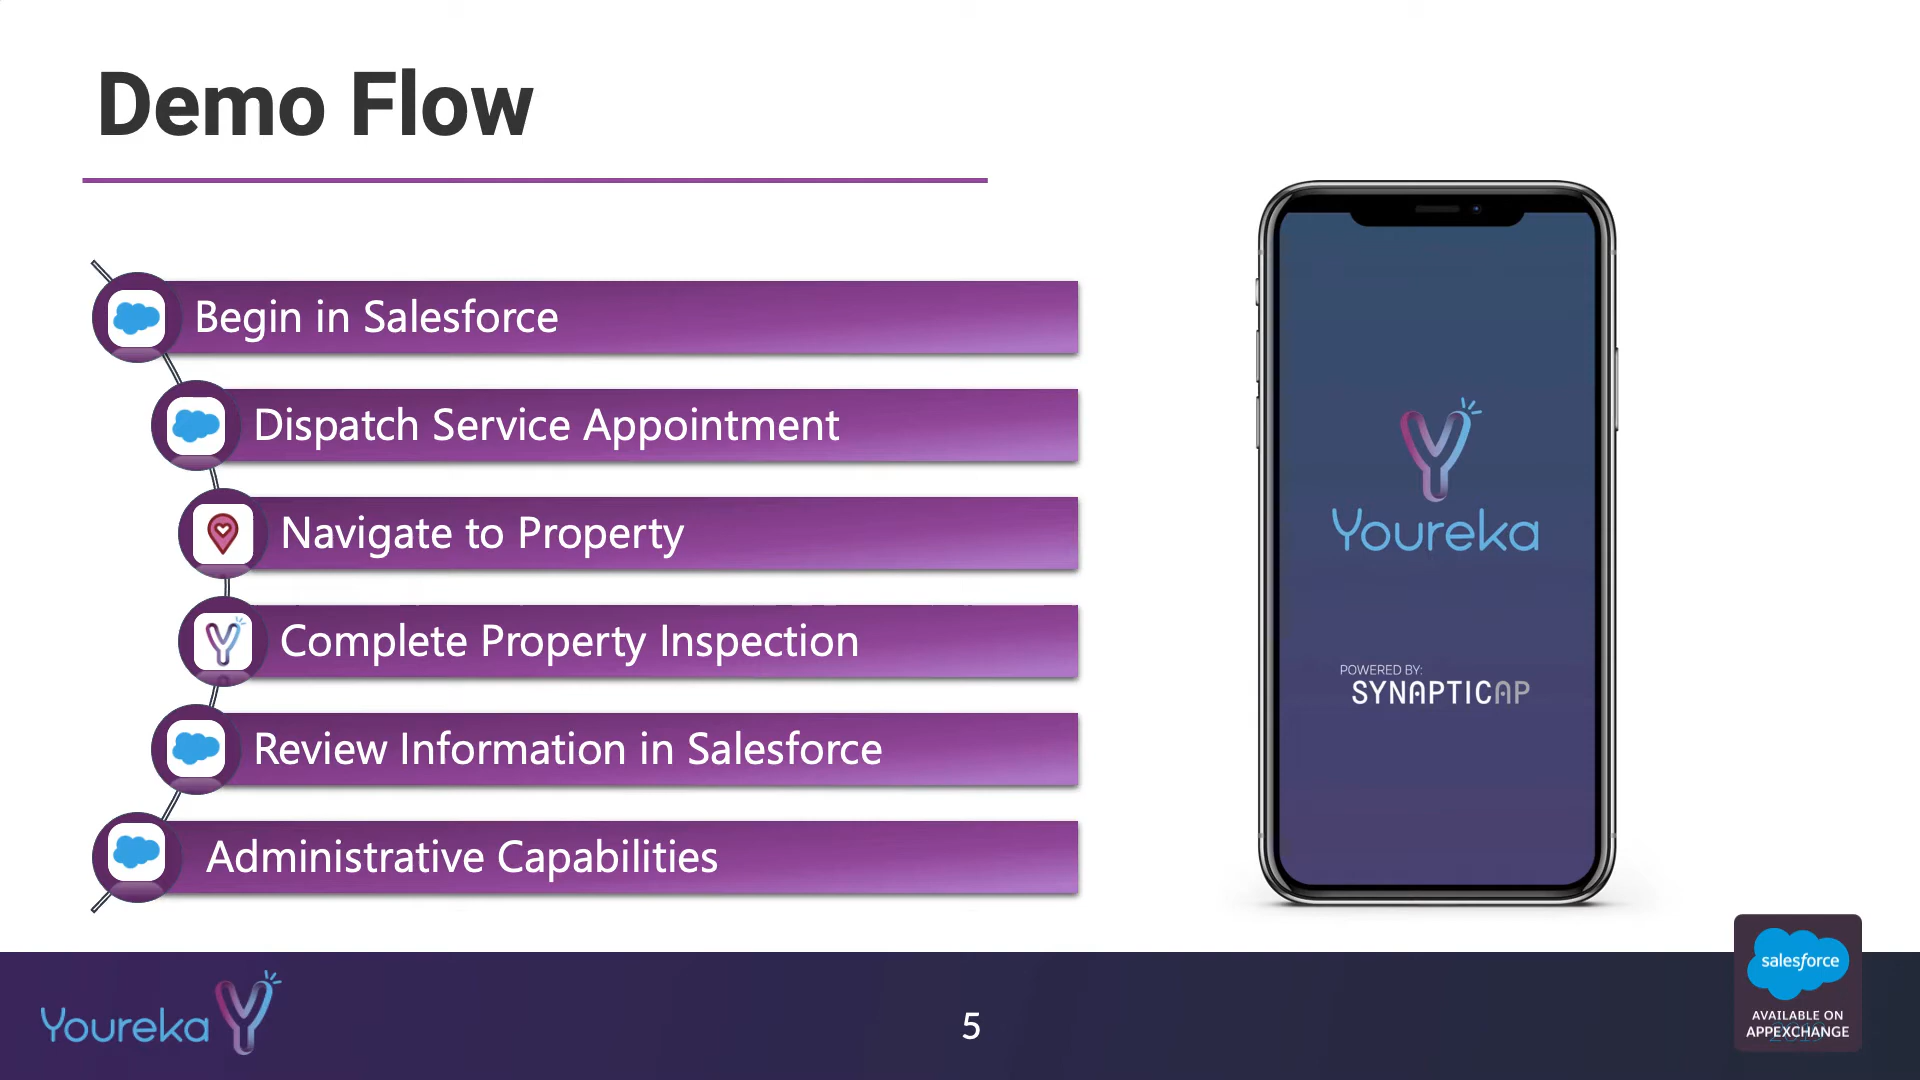 Demo Flow
Begin in Salesforce
Dispatch Service Appointment
Navigate to Property
Complete Property Inspection
Review Information in Salesforce
Administrative Capabilities
Youreka
POWERED BY:
SYNAPTICAP
Youreka
5
salesforce
AVAILABLE ON
APPEXCHANGE